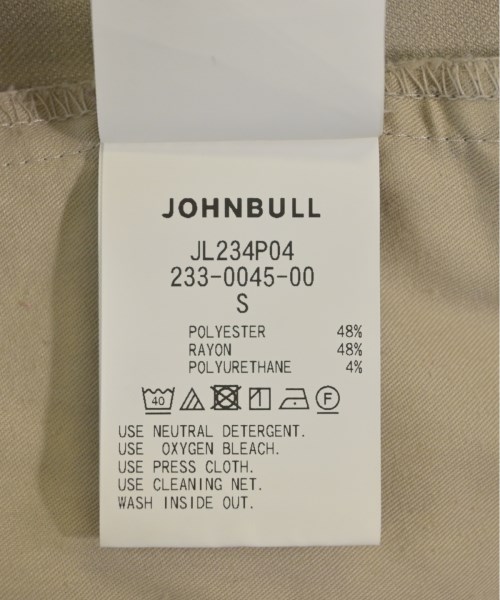 JOHNBULL
JL234P04
233-0045-00
S
POLYESTER 48%
RAYON 48%
POLYURETHANE 4%
40 F
USE NEUTRAL DETERGENT.
USE OXYGEN BLEACH.
USE PRESS CLOTH.
USE CLEANING NET.
WASH INSIDE OUT.